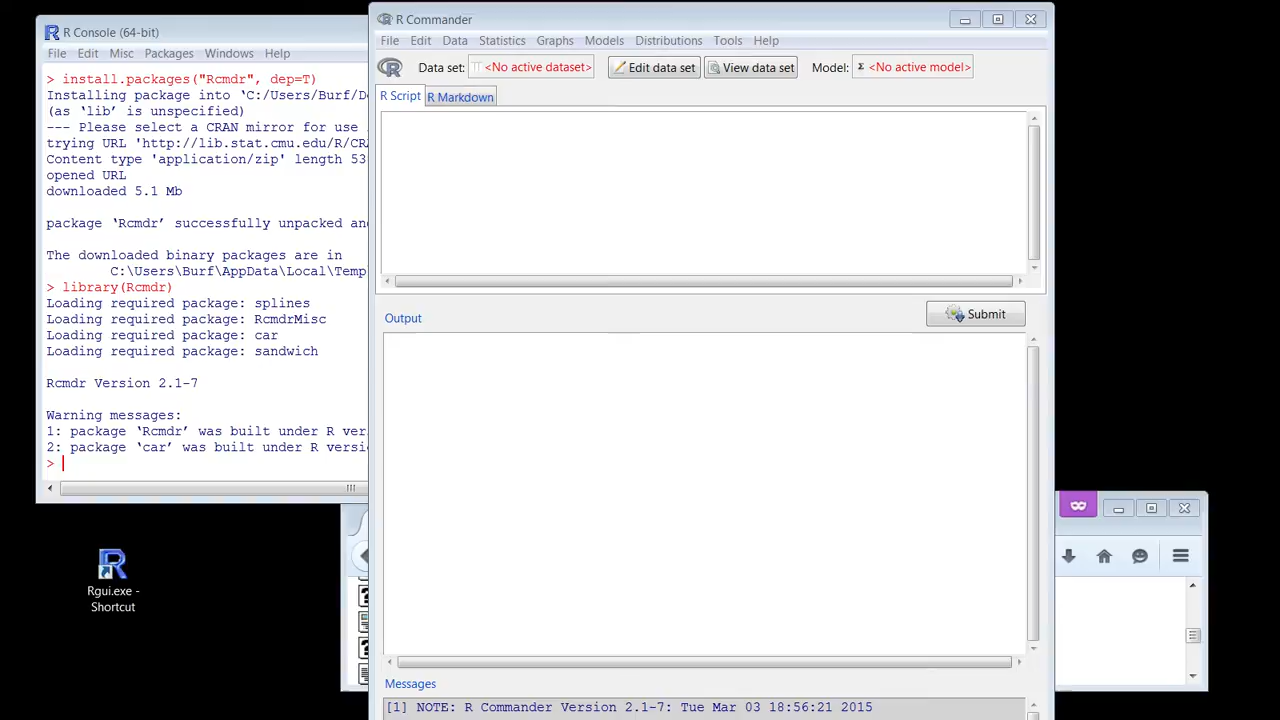 R Console (64-bit)
File Edit Misc Packages Windows Help
> install.packages("Rcmdr", dep=T)
Installing package into ‘C:/Users/Burf/D
(as ‘lib’ is unspecified)
--- Please select a CRAN mirror for use
trying URL 'http://lib.stat.cmu.edu/R/CR
Content type 'application/zip' length 53
opened URL
downloaded 5.1 Mb
package ‘Rcmdr’ successfully unpacked an
The downloaded binary packages are in
C:\Users\Burf\AppData\Local\Temp
> library(Rcmdr)
Loading required package: splines
Loading required package: RcmdrMisc
Loading required package: car
Loading required package: sandwich
Rcmdr Version 2.1-7
Warning messages:
1: package ‘Rcmdr’ was built under R ver
2: package ‘car’ was built under R versi
>
Rgui.exe -
Shortcut
R Commander
File Edit Data Statistics Graphs Models Distributions Tools Help
Data set: <No active dataset> Edit data set View data set Model: Σ <No active model>
R Script R Markdown
Output Submit
Messages
[1] NOTE: R Commander Version 2.1-7: Tue Mar 03 18:56:21 2015